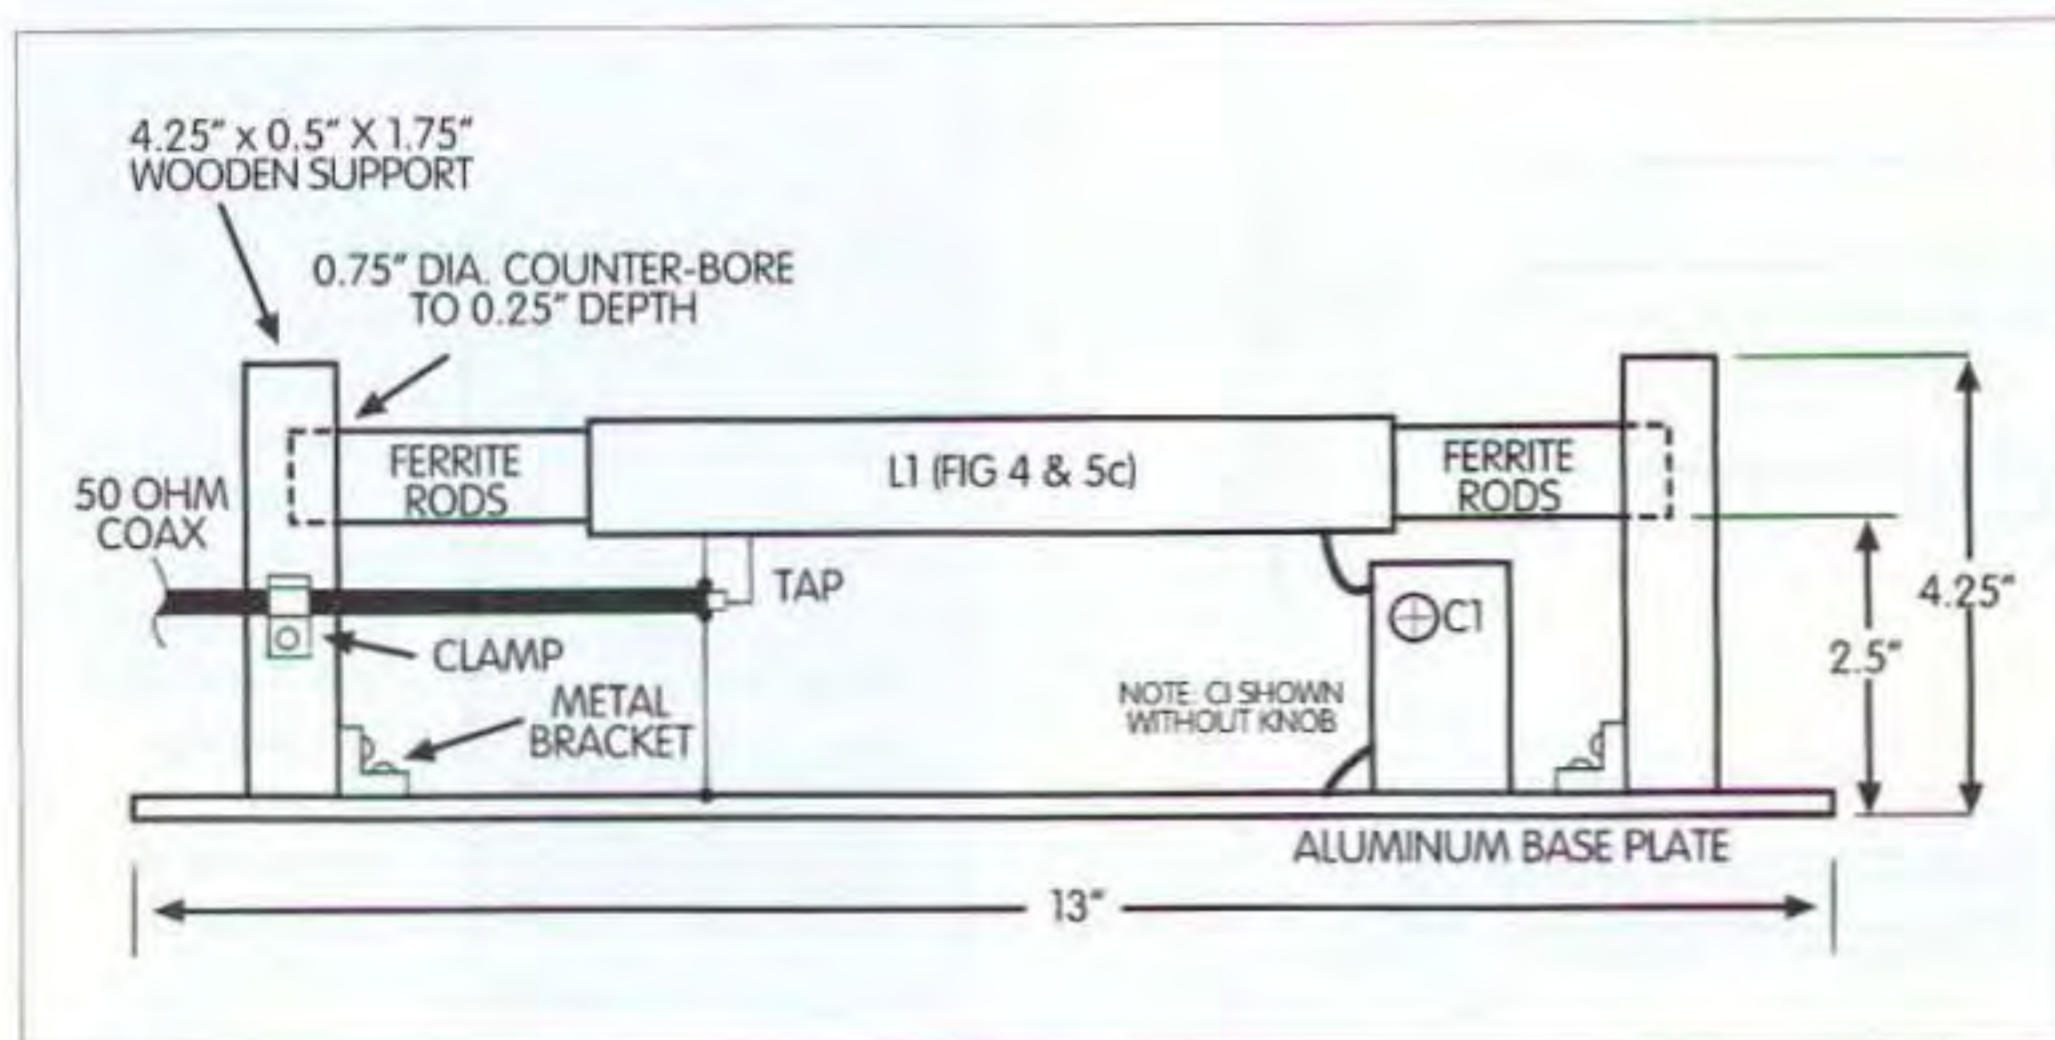 4.25" x 0.5" X 1.75"
WOODEN SUPPORT
0.75" DIA. COUNTER-BORE
TO 0.25" DEPTH
FERRITE
RODS
L1 (FIG 4 & 5c)
FERRITE
RODS
50 OHM
COAX
TAP
C1
4.25"
2.5"
CLAMP
METAL
BRACKET
NOTE: CI SHOWN
WITHOUT KNOB
ALUMINUM BASE PLATE
13"